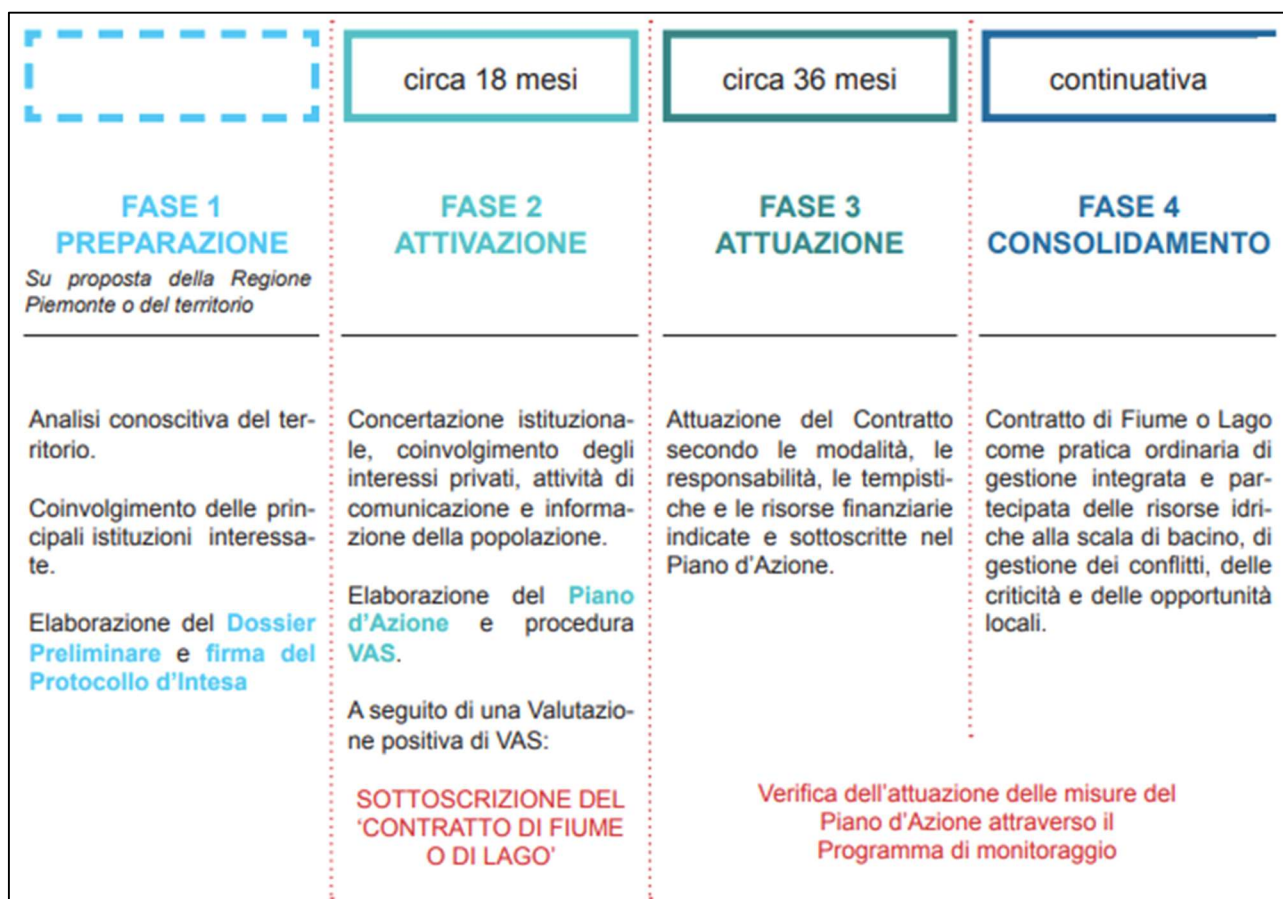 circa 18 mesi
circa 36 mesi
continuativa
FASE 1
PREPARAZIONE
Su proposta della Regione
Piemonte o del territorio
FASE 2
ATTIVAZIONE
FASE 3
ATTUAZIONE
FASE 4
CONSOLIDAMENTO
Analisi conoscitiva del ter-
ritorio.
Coinvolgimento delle prin-
cipali istituzioni interessa-
te.
Elaborazione del Dossier
Preliminare e firma del
Protocollo d'Intesa
Concertazione istituziona-
le, coinvolgimento degli
interessi privati, attività di
comunicazione e informa-
zione della popolazione.
Elaborazione del Piano
d'Azione e procedura
VAS.
A seguito di una Valutazio-
ne positiva di VAS:
SOTTOSCRIZIONE DEL
'CONTRATTO DI FIUME
O DI LAGO'
Attuazione del Contratto
secondo le modalità, le
responsabilità, le tempisti-
che e le risorse finanziarie
indicate e sottoscritte nel
Piano d'Azione.
Contratto di Fiume o Lago
come pratica ordinaria di
gestione integrata e par-
tecipata delle risorse idri-
che alla scala di bacino, di
gestione dei conflitti, delle
criticità e delle opportunità
locali.
Verifica dell'attuazione delle misure del
Piano d'Azione attraverso il
Programma di monitoraggio